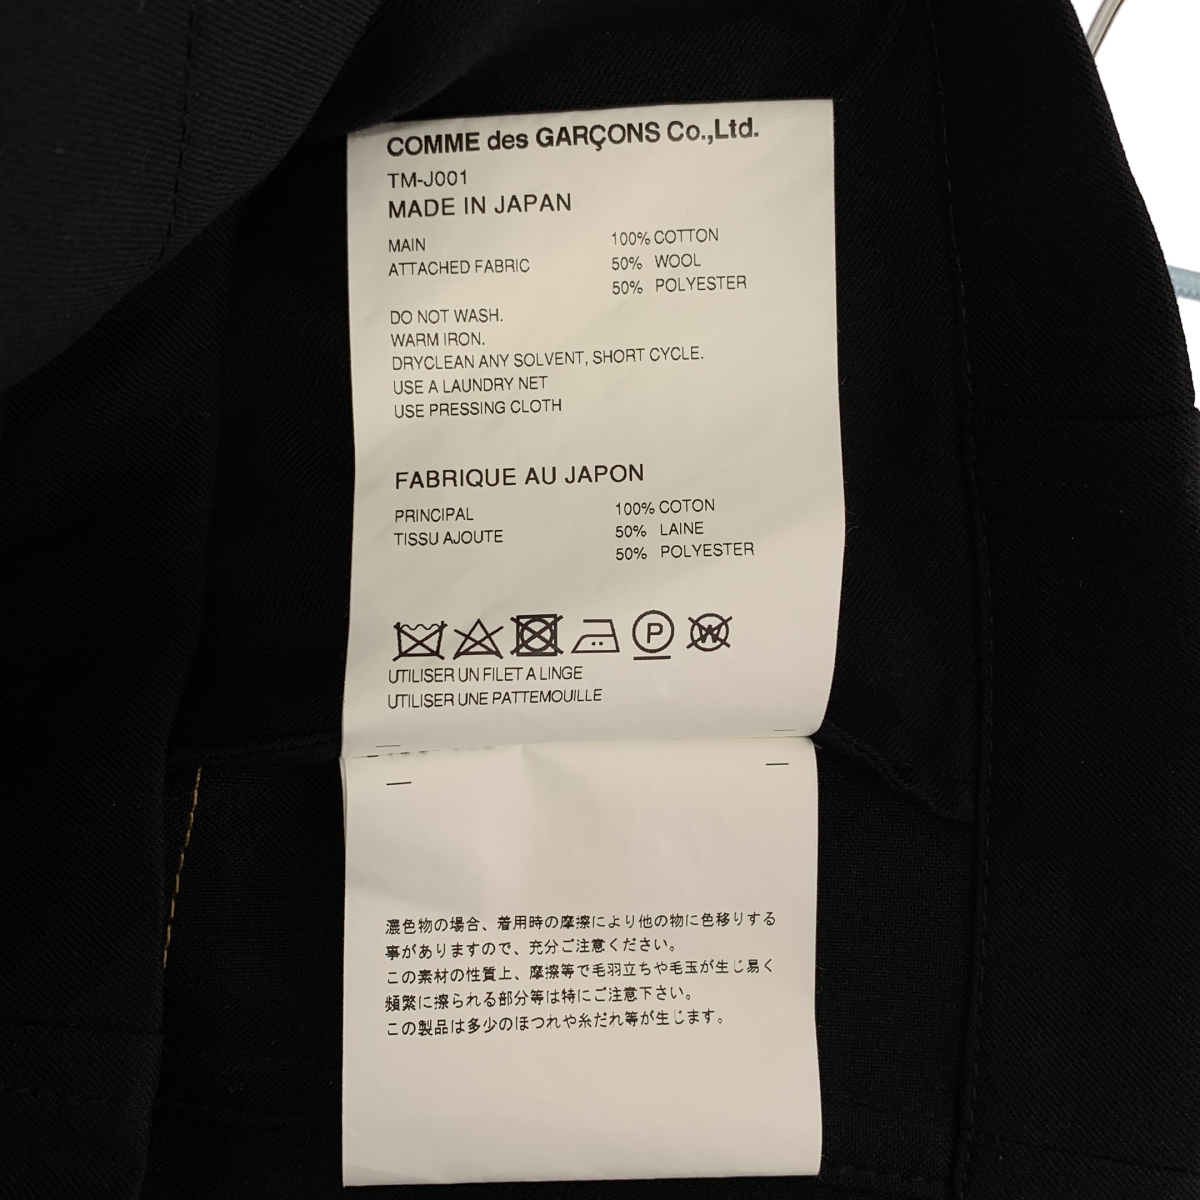 COMME des GARÇONS Co.,Ltd.
TM-J001
MADE IN JAPAN
MAIN 100% COTTON
ATTACHED FABRIC 50% WOOL
50% POLYESTER
DO NOT WASH.
WARM IRON.
DRYCLEAN ANY SOLVENT, SHORT CYCLE.
USE A LAUNDRY NET
USE PRESSING CLOTH
FABRIQUE AU JAPON
PRINCIPAL 100% COTON
TISSU AJOUTE 50% LAINE
50% POLYESTER
P W
UTILISER UN FILET A LINGE
UTILISER UNE PATTEMOUILLE
濃色物の場合、着用時の摩擦により他の物に色移りする
事がありますので、充分ご注意ください。
この素材の性質上、摩擦等で毛羽立ちや毛玉が生じ易く
頻繁に擦られる部分等は特にご注意下さい。
この製品は多少のほつれや糸だれ等が生じます。